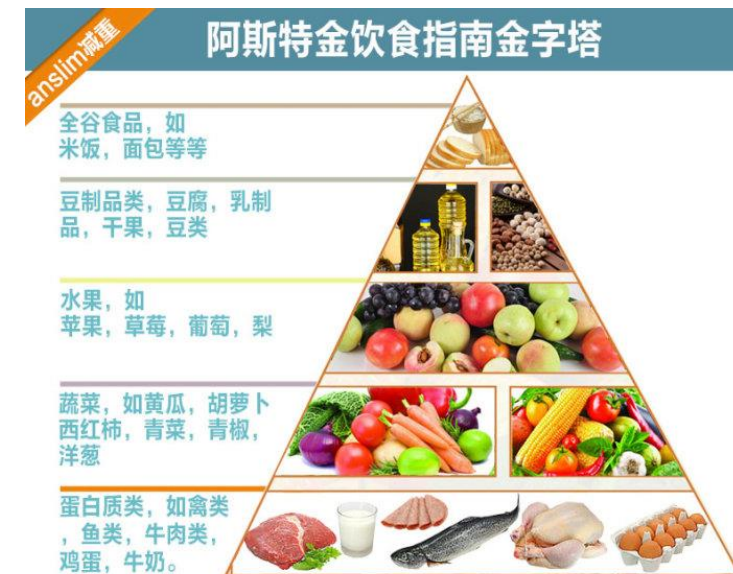 anslim减重
阿斯特金饮食指南金字塔
全谷食品，如
米饭，面包等等
豆制品类，豆腐，乳制
品，干果，豆类
水果，如
苹果，草莓，葡萄，梨
蔬菜，如黄瓜，胡萝卜
西红柿，青菜，青椒，
洋葱
蛋白质类，如禽类
，鱼类，牛肉类，
鸡蛋，牛奶。